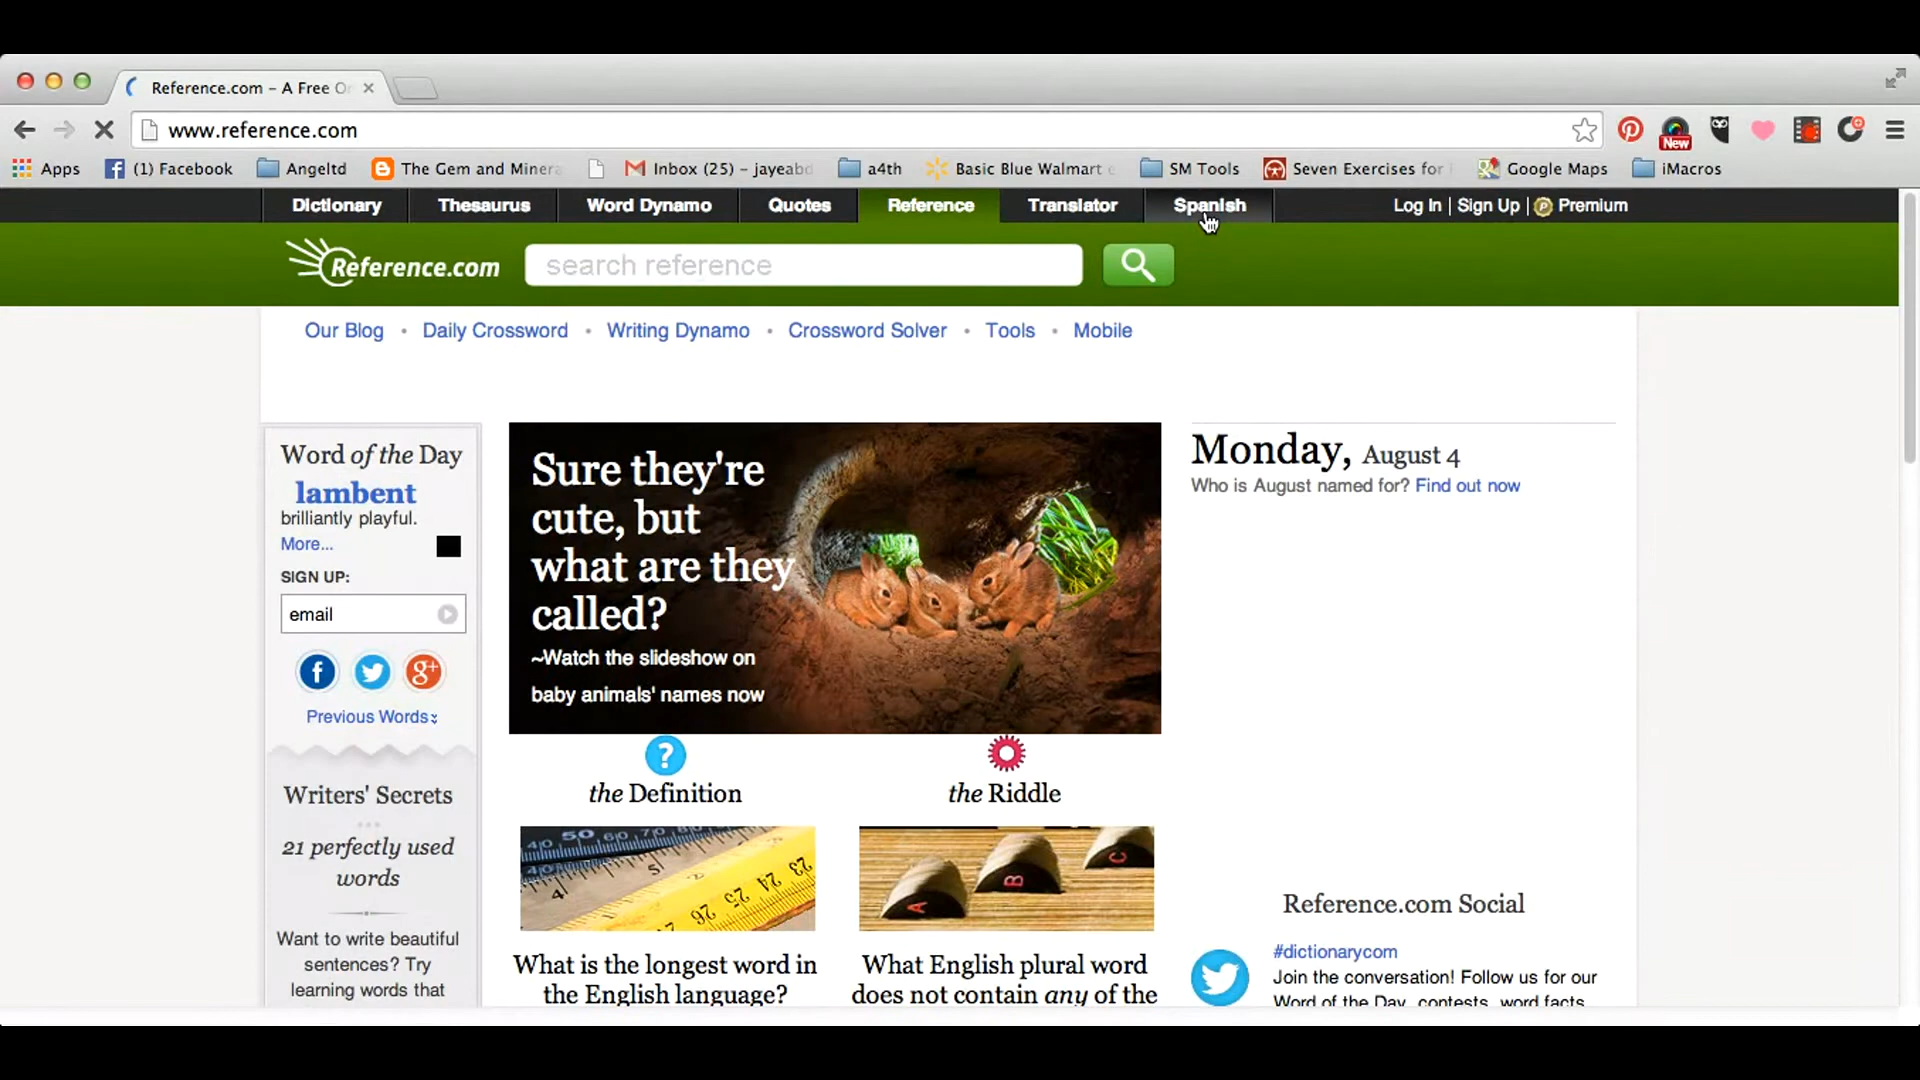 Reference.com – A Free O
www.reference.com
New
Apps (1) Facebook Angeltd The Gem and Minera Inbox (25) – jayeabd a4th Basic Blue Walmart SM Tools Seven Exercises for Google Maps iMacros
Dictionary Thesaurus Word Dynamo Quotes Reference Translator Spanish Log In | Sign Up | Premium
Reference.com search reference
Our Blog • Daily Crossword • Writing Dynamo • Crossword Solver • Tools • Mobile
Word of the Day
lambent
brilliantly playful.
More...
SIGN UP:
email
Previous Words
Writers' Secrets
21 perfectly used
words
Want to write beautiful
sentences? Try
learning words that
Sure they're
cute, but
what are they
called?
~Watch the slideshow on
baby animals' names now
the Definition
What is the longest word in
the English language?
the Riddle
A B C
What English plural word
does not contain any of the
Monday, August 4
Who is August named for? Find out now
Reference.com Social
#dictionarycom
Join the conversation! Follow us for our
Word of the Day, contests, word facts